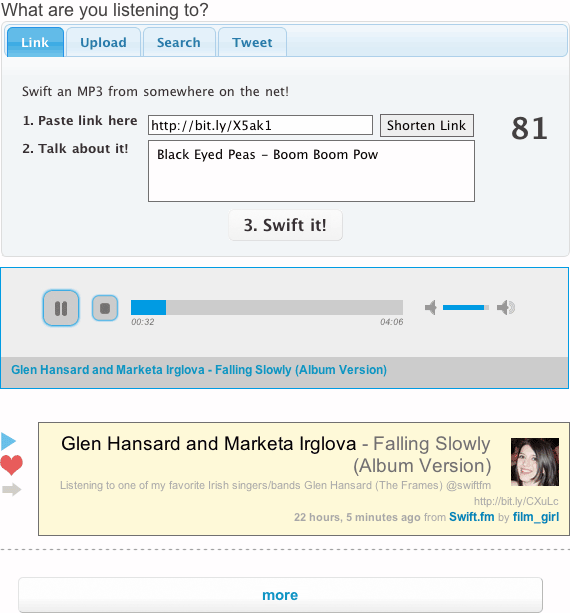 What are you listening to?
Link Upload Search Tweet
Swift an MP3 from somewhere on the net!
1. Paste link here http://bit.ly/X5ak1 Shorten Link 81
2. Talk about it! Black Eyed Peas - Boom Boom Pow
3. Swift it!
00:32 04:06
Glen Hansard and Marketa Irglova - Falling Slowly (Album Version)
Glen Hansard and Marketa Irglova - Falling Slowly
(Album Version)
Listening to one of my favorite Irish singers/bands Glen Hansard (The Frames) @swiftfm
http://bit.ly/CXuLc
22 hours, 5 minutes ago from Swift.fm by film_girl
more